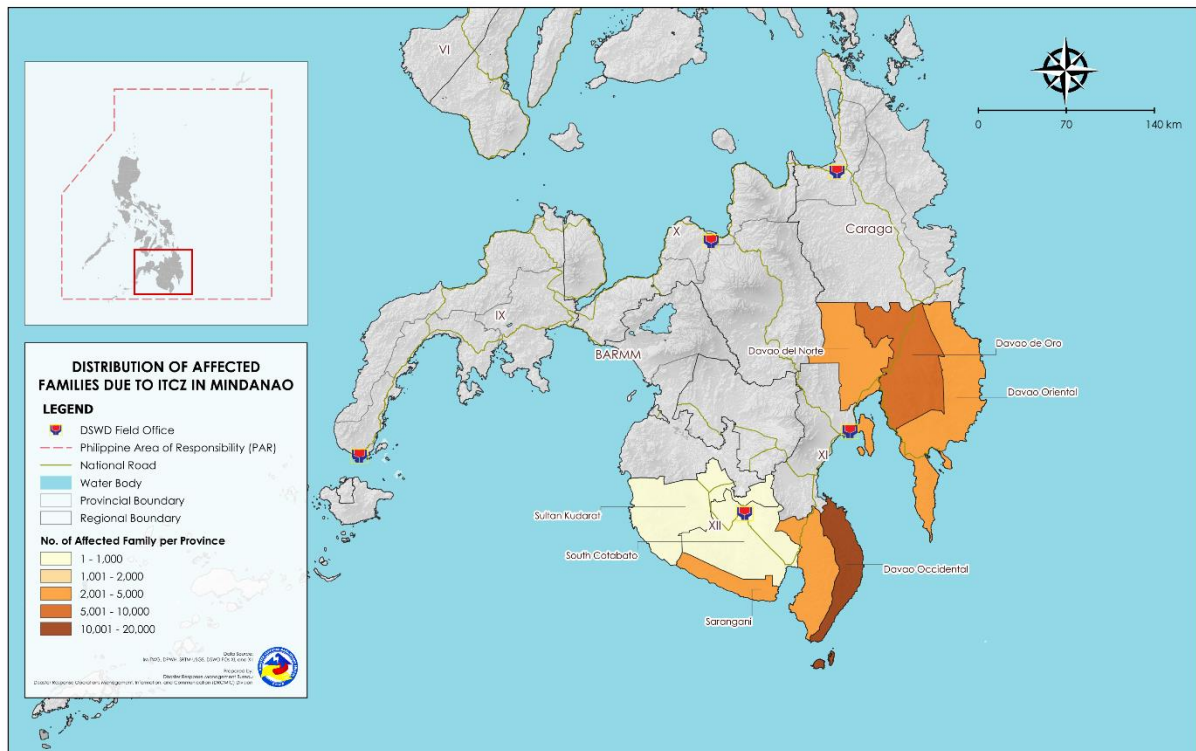 VI
0 70 140 km
Caraga
X
IX
BARMM
Davao del Norte
Davao de Oro
Davao Oriental
XI
Sultan Kudarat
XII
South Cotabato
Davao Occidental
Sarangani
DISTRIBUTION OF AFFECTED
FAMILIES DUE TO ITCZ IN MINDANAO
LEGEND
DSWD Field Office
Philippine Area of Responsibility (PAR)
National Road
Water Body
Provincial Boundary
Regional Boundary
No. of Affected Family per Province
1 - 1,000
1,001 - 2,000
2,001 - 5,000
5,001 - 10,000
10,001 - 20,000
Data Source:
Prepared by:
Disaster Response Management Bureau